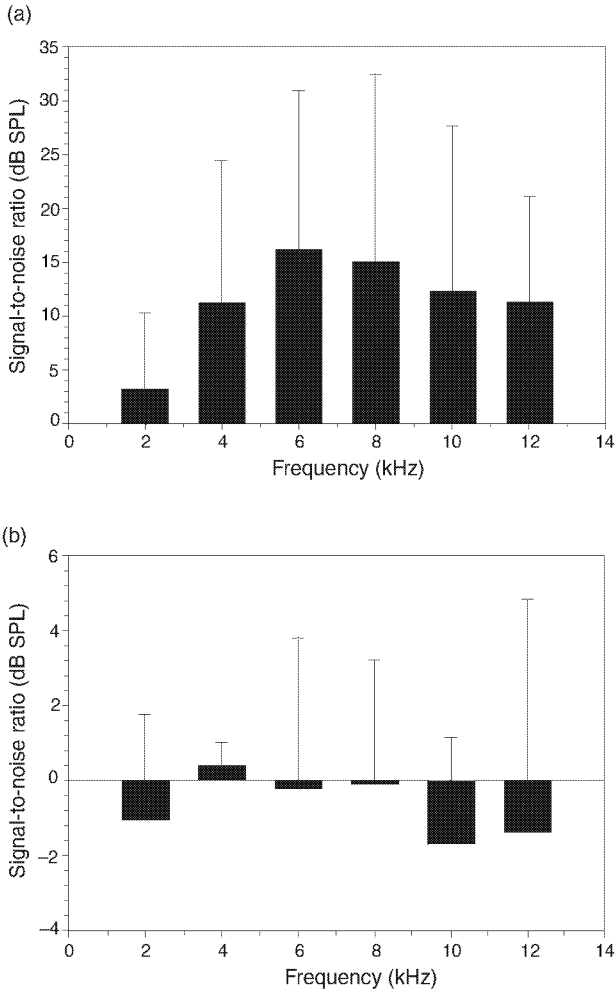 (a)
Signal-to-noise ratio (dB SPL)
35
30
25
20
15
10
5
0
0 2 4 6 8 10 12 14
Frequency (kHz)
(b)
Signal-to-noise ratio (dB SPL)
6
4
2
0
–2
–4
0 2 4 6 8 10 12 14
Frequency (kHz)